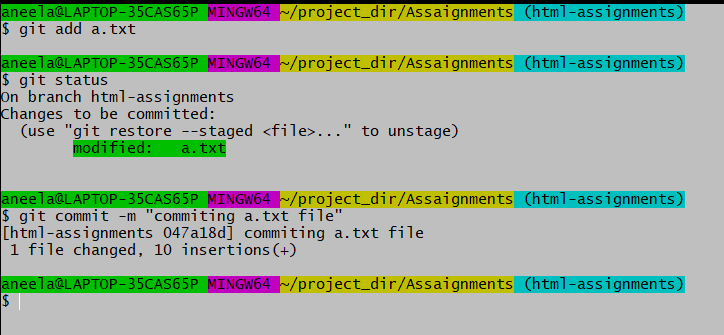 aneela@LAPTOP-35CAS65P MINGW64 ~/project_dir/Assaignments (html-assignments)
$ git add a.txt
aneela@LAPTOP-35CAS65P MINGW64 ~/project_dir/Assaignments (html-assignments)
$ git status
On branch html-assignments
Changes to be committed:
  (use "git restore --staged <file>..." to unstage)
        modified:   a.txt
aneela@LAPTOP-35CAS65P MINGW64 ~/project_dir/Assaignments (html-assignments)
$ git commit -m "commiting a.txt file"
[html-assignments 047a18d] commiting a.txt file
 1 file changed, 10 insertions(+)
aneela@LAPTOP-35CAS65P MINGW64 ~/project_dir/Assaignments (html-assignments)
$